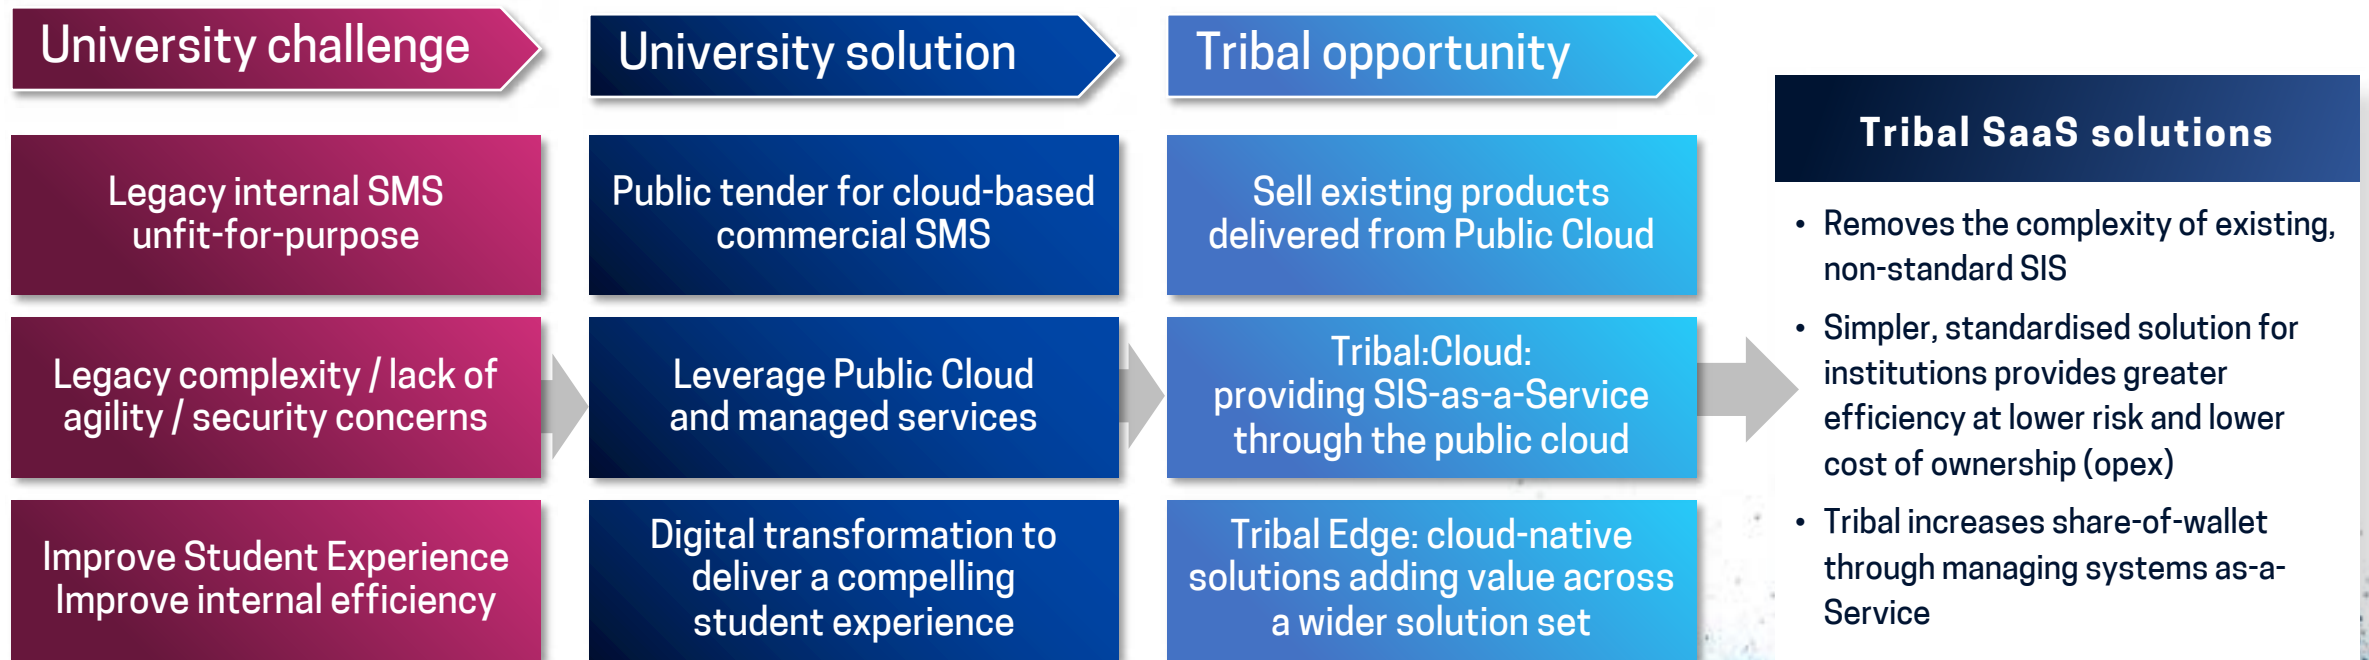 University challenge
University solution
Tribal opportunity
Legacy internal SMS
unfit-for-purpose
Public tender for cloud-based
commercial SMS
Sell existing products
delivered from Public Cloud
Legacy complexity / lack of
agility / security concerns
Leverage Public Cloud
and managed services
Tribal:Cloud:
providing SIS-as-a-Service
through the public cloud
Improve Student Experience
Improve internal efficiency
Digital transformation to
deliver a compelling
student experience
Tribal Edge: cloud-native
solutions adding value across
a wider solution set
Tribal SaaS solutions
• Removes the complexity of existing,
non-standard SIS
• Simpler, standardised solution for
institutions provides greater
efficiency at lower risk and lower
cost of ownership (opex)
• Tribal increases share-of-wallet
through managing systems as-a-
Service